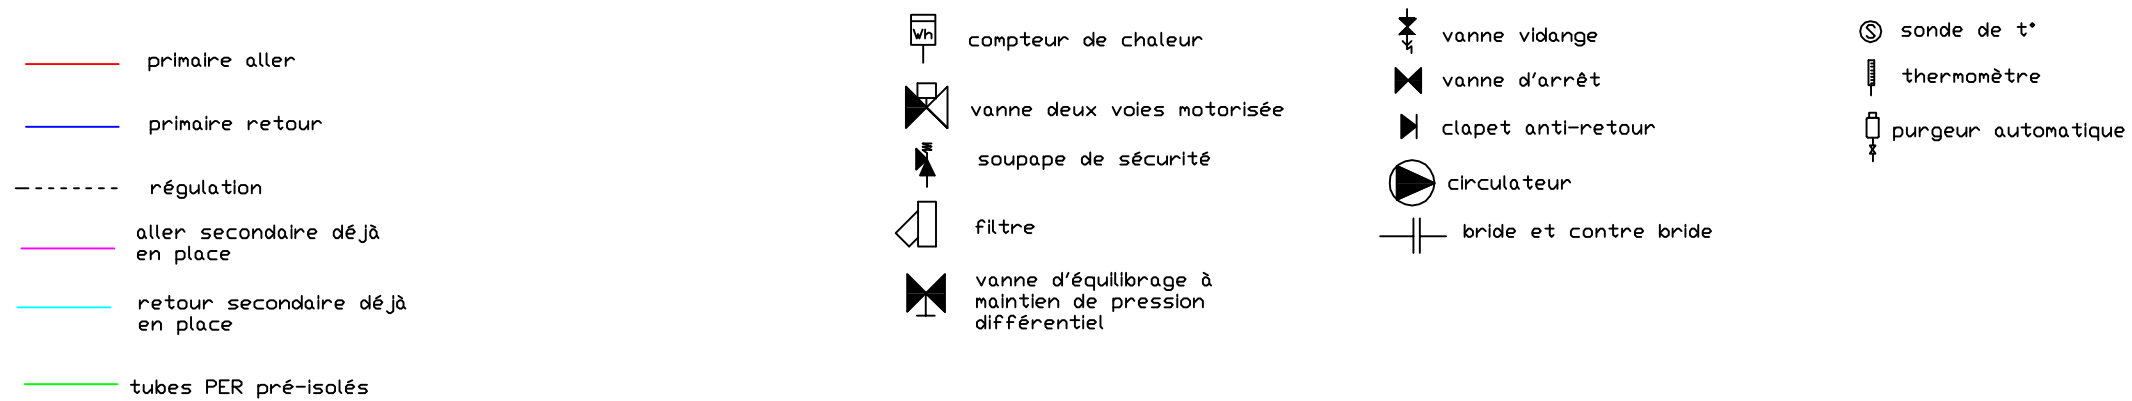 primaire aller
primaire retour
régulation
aller secondaire déjà
en place
retour secondaire déjà
en place
tubes PER pré-isolés
Wh
compteur de chaleur
vanne deux voies motorisée
soupape de sécurité
filtre
vanne d'équilibrage à
maintien de pression
différentiel
vanne vidange
vanne d'arrêt
clapet anti-retour
circulateur
bride et contre bride
S
sonde de t°
thermomètre
purgeur automatique